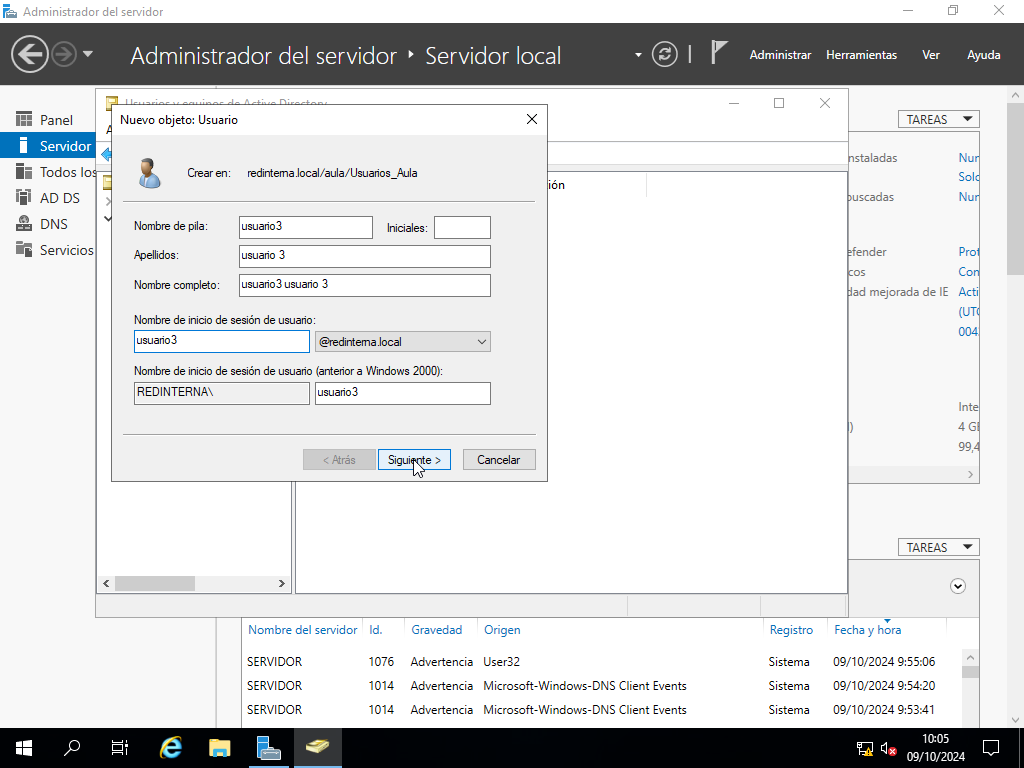 Administrador del servidor
Administrador del servidor ‣ Servidor local
Administrar Herramientas Ver Ayuda
Panel
Servidor
Todos los
AD DS
DNS
Servicios
Usuarios y equipos de Active Directory
Nuevo objeto: Usuario
Crear en: redinterna.local/aula/Usuarios_Aula
Nombre de pila: usuario3 Iniciales:
Apellidos: usuario 3
Nombre completo: usuario3 usuario 3
Nombre de inicio de sesión de usuario:
usuario3 @redinterna.local
Nombre de inicio de sesión de usuario (anterior a Windows 2000):
REDINTERNA\ usuario3
< Atrás Siguiente > Cancelar
ión
TAREAS
nstaladas Nun
Solo
buscadas Nun
efender Prot
cos Con
dad mejorada de IE Acti
(UTC
004
Inte
4 GB
99,4
TAREAS
Nombre del servidor Id. Gravedad Origen Registro Fecha y hora
SERVIDOR 1076 Advertencia User32 Sistema 09/10/2024 9:55:06
SERVIDOR 1014 Advertencia Microsoft-Windows-DNS Client Events Sistema 09/10/2024 9:54:20
SERVIDOR 1014 Advertencia Microsoft-Windows-DNS Client Events Sistema 09/10/2024 9:53:41
10:05
09/10/2024